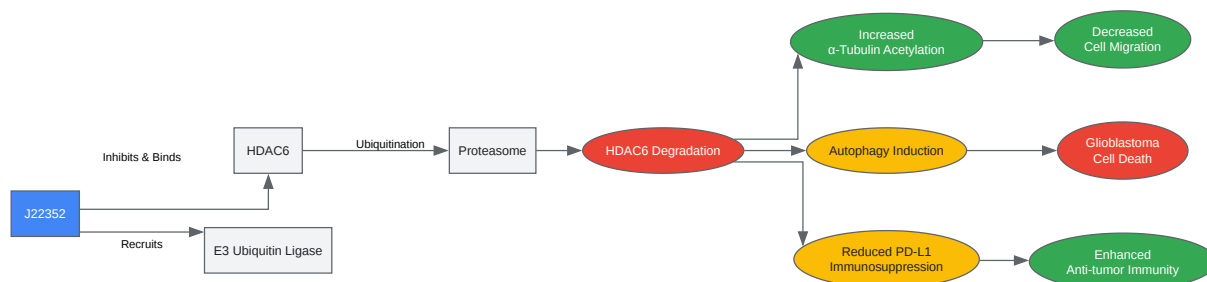 Increased
α-Tubulin Acetylation
Decreased
Cell Migration
HDAC6
Ubiquitination
Proteasome
HDAC6 Degradation
Autophagy Induction
Glioblastoma
Cell Death
Inhibits & Binds
J22352
Recruits
E3 Ubiquitin Ligase
Reduced PD-L1
Immunosuppression
Enhanced
Anti-tumor Immunity